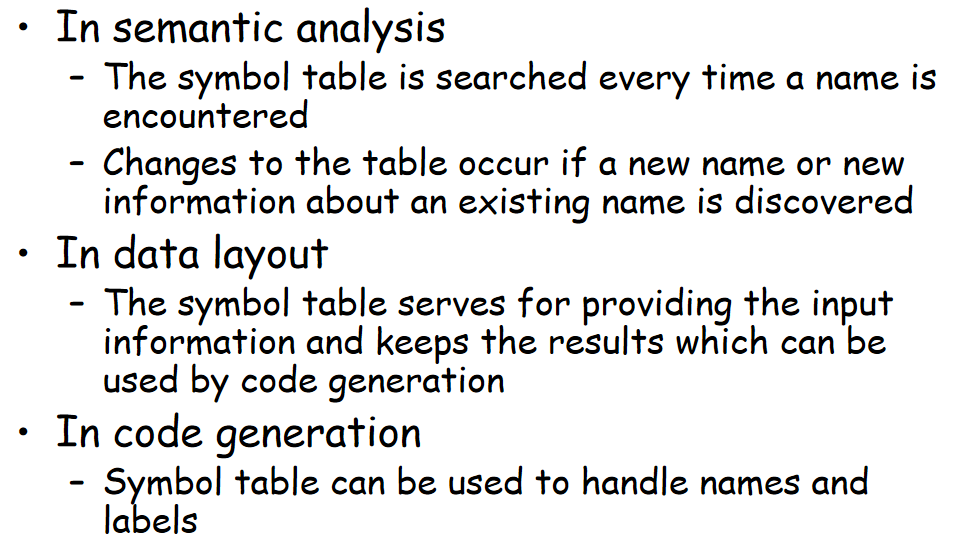 • In semantic analysis
– The symbol table is searched every time a name is
encountered
– Changes to the table occur if a new name or new
information about an existing name is discovered
• In data layout
– The symbol table serves for providing the input
information and keeps the results which can be
used by code generation
• In code generation
– Symbol table can be used to handle names and
labels